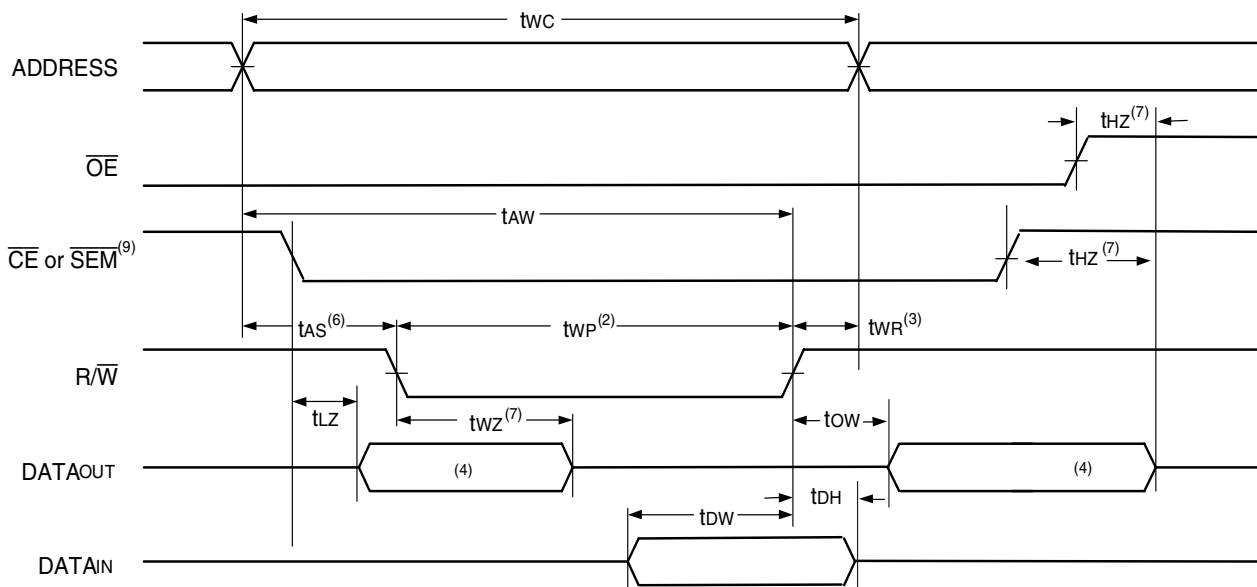 tWC
ADDRESS
tHZ(7)
OE
tAW
CE or SEM(9)
tHZ (7)
tAS(6)
tWP(2)
tWR(3)
R/W
tLZ
tWZ(7)
tOW
DATAOUT
(4)
(4)
tDH
tDW
DATAIN